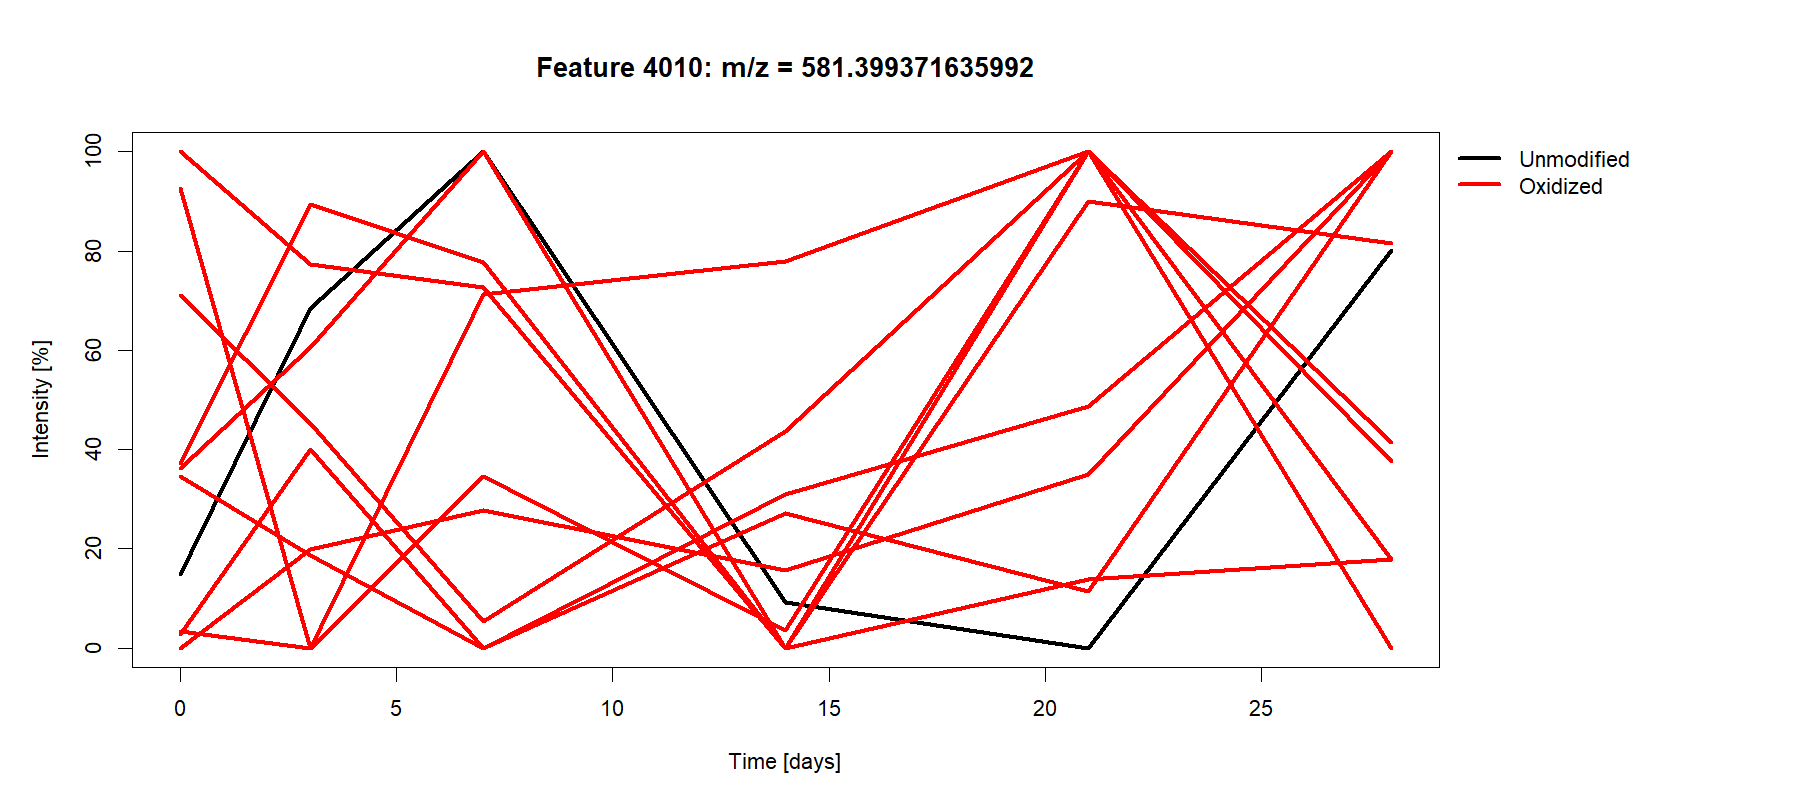 Feature 4010: m/z = 581.399371635992
Unmodified
Oxidized
Intensity [%]
100
80
60
40
20
0
0 5 10 15 20 25
Time [days]